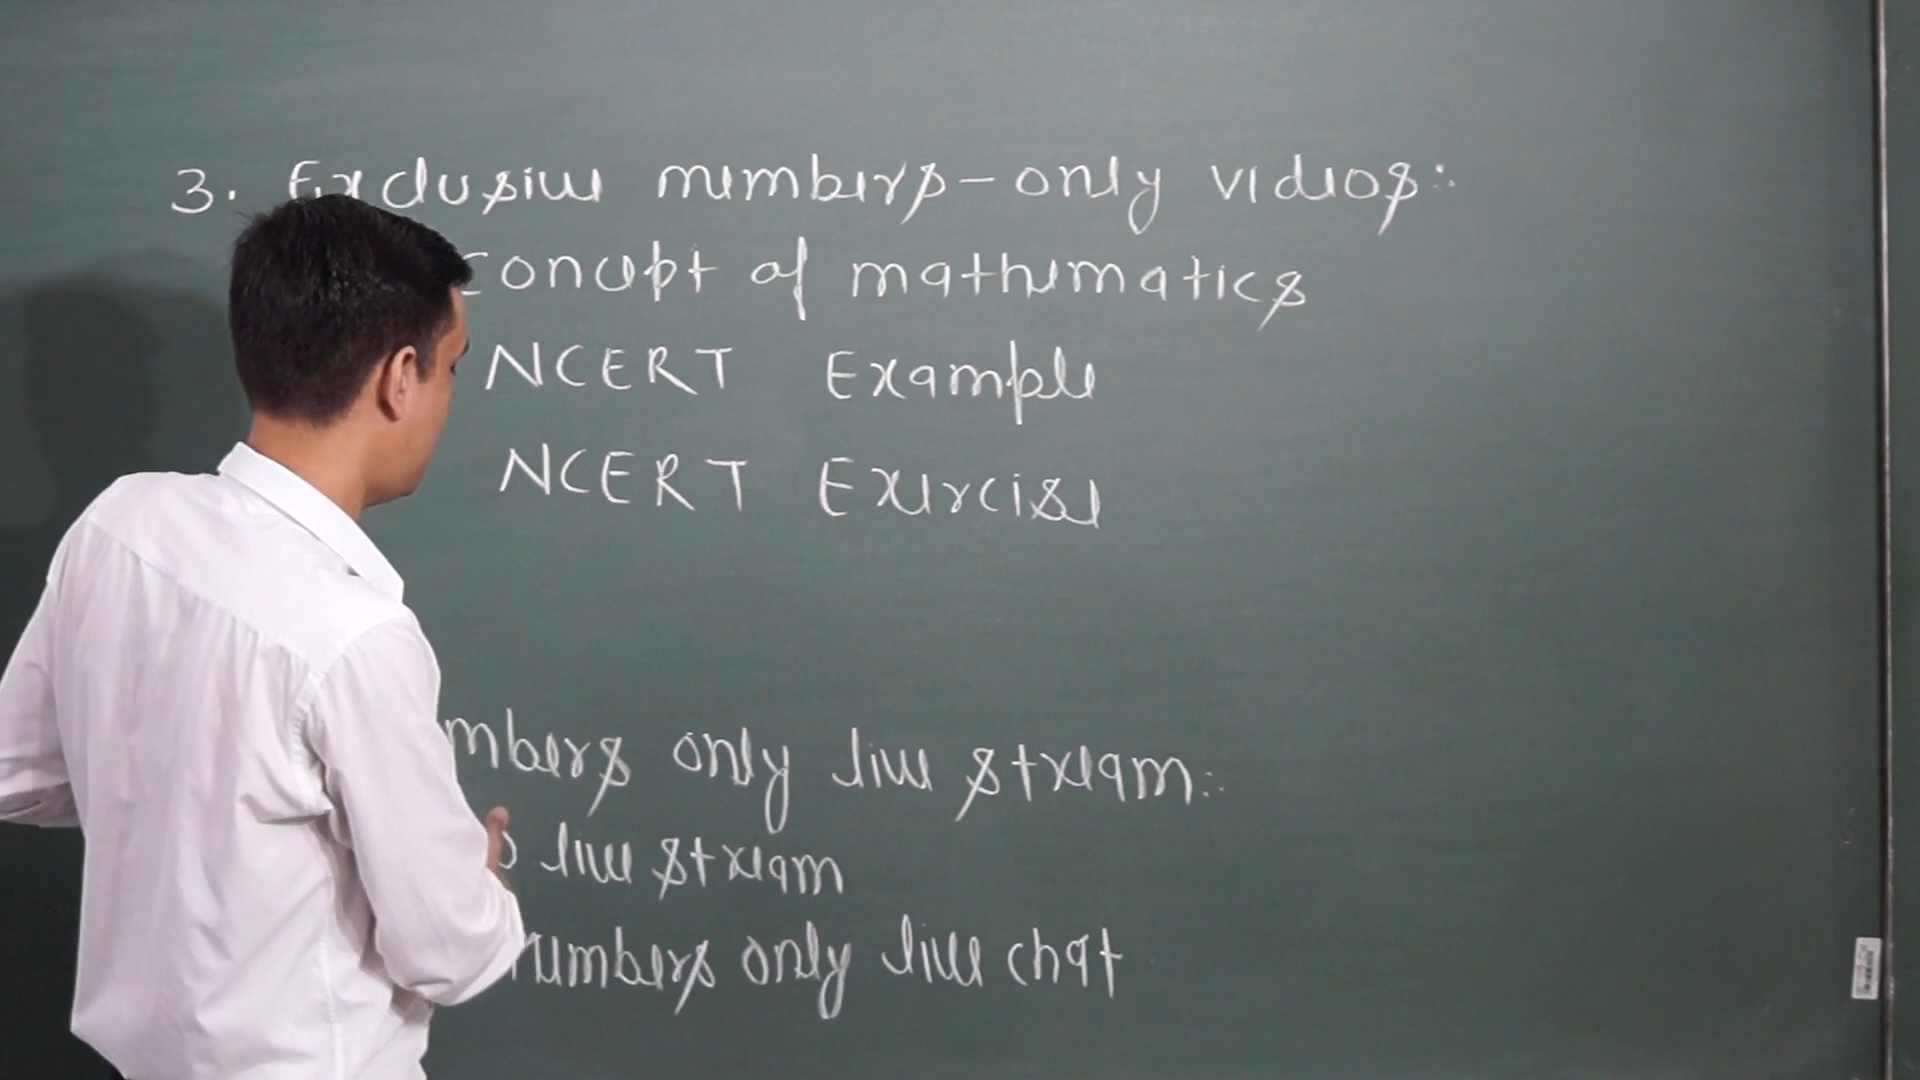 3. Exclusive members-only videos:
concept of mathematics
NCERT Example
NCERT Exercise
mbers only live stream:
live stream
members only live chat